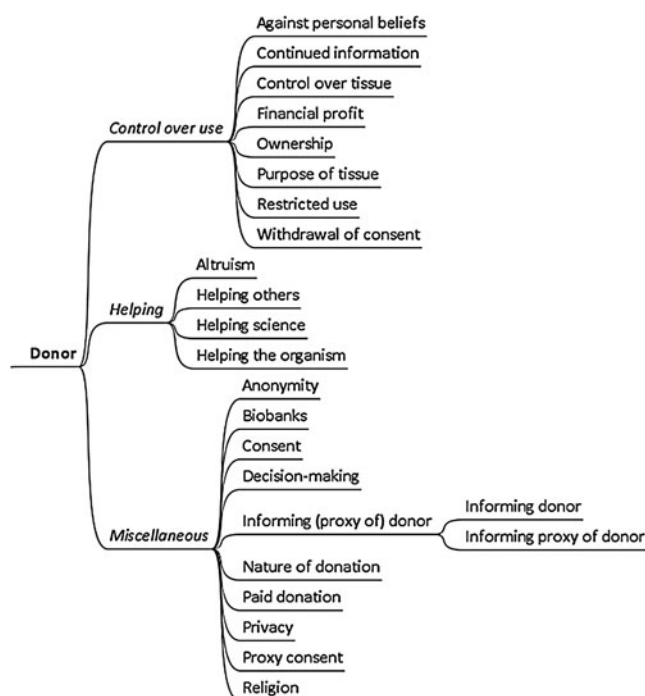 Against personal beliefs
Continued information
Control over tissue
Financial profit
Control over use
Ownership
Purpose of tissue
Restricted use
Withdrawal of consent
Altruism
Helping others
Helping
Helping science
Donor
Helping the organism
Anonymity
Biobanks
Consent
Decision-making
Miscellaneous
Informing (proxy of) donor
Informing donor
Informing proxy of donor
Nature of donation
Paid donation
Privacy
Proxy consent
Religion